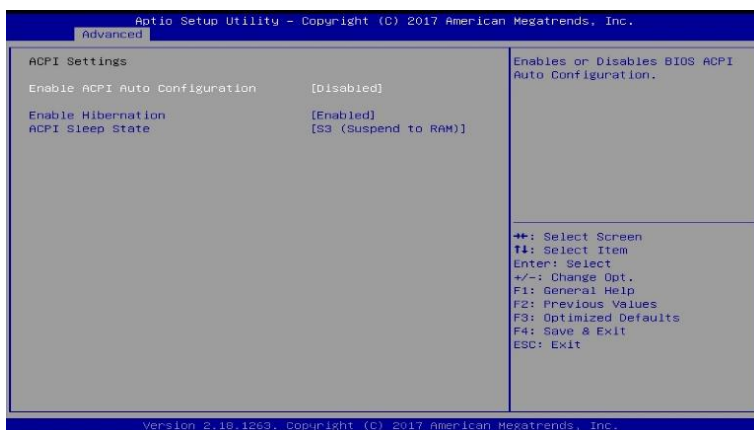 Aptio Setup Utility – Copyright (C) 2017 American Megatrends, Inc.
Advanced
ACPI Settings
Enable ACPI Auto Configuration [Disabled]
Enable Hibernation [Enabled]
ACPI Sleep State [S3 (Suspend to RAM)]
Enables or Disables BIOS ACPI
Auto Configuration.
→←: Select Screen
↑↓: Select Item
Enter: Select
+/-: Change Opt.
F1: General Help
F2: Previous Values
F3: Optimized Defaults
F4: Save & Exit
ESC: Exit
Version 2.18.1263. Copyright (C) 2017 American Megatrends, Inc.